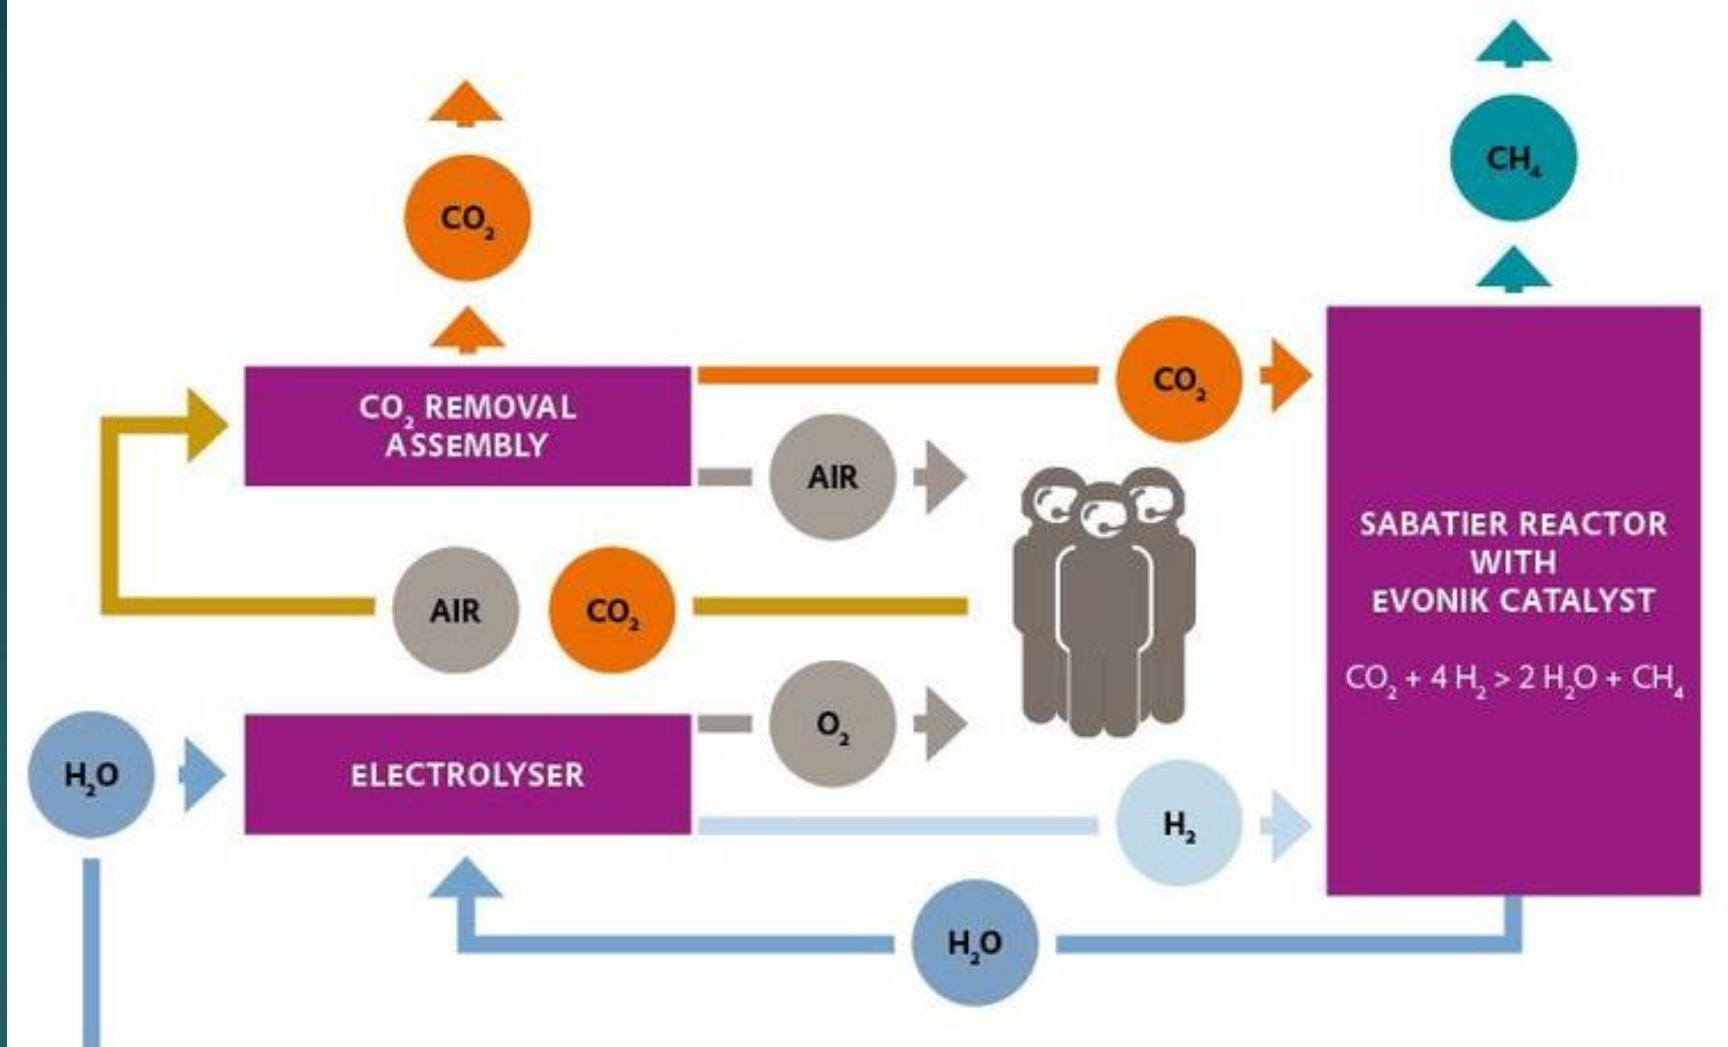 CH₄
CO₂
CO₂ REMOVAL
ASSEMBLY
CO₂
AIR
AIR
CO₂
SABATIER REACTOR
WITH
EVONIK CATALYST
CO₂ + 4 H₂ > 2 H₂O + CH₄
O₂
H₂O
ELECTROLYSER
H₂
H₂O